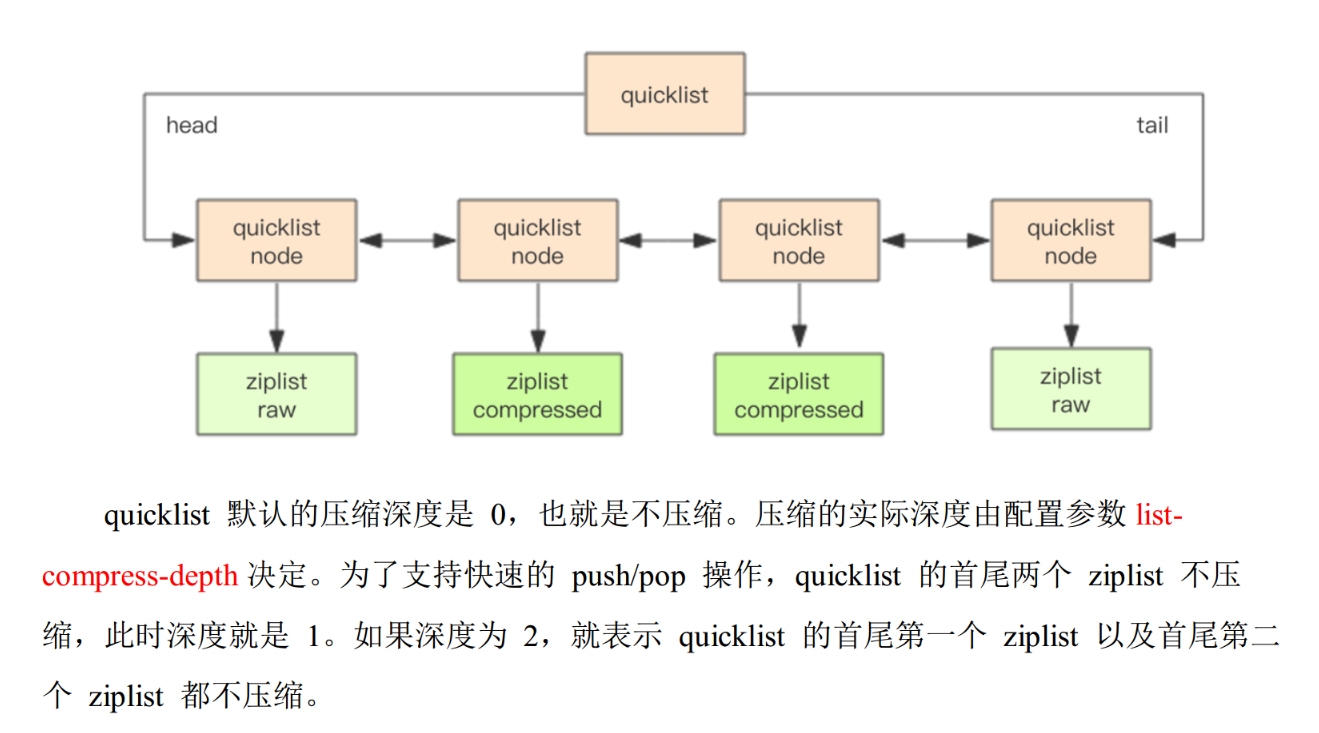 quicklist
head
tail
quicklist
node
quicklist
node
quicklist
node
quicklist
node
ziplist
raw
ziplist
compressed
ziplist
compressed
ziplist
raw
quicklist 默认的压缩深度是 0，也就是不压缩。压缩的实际深度由配置参数 list-
compress-depth 决定。为了支持快速的 push/pop 操作，quicklist 的首尾两个 ziplist 不压
缩，此时深度就是 1。如果深度为 2，就表示 quicklist 的首尾第一个 ziplist 以及首尾第二
个 ziplist 都不压缩。